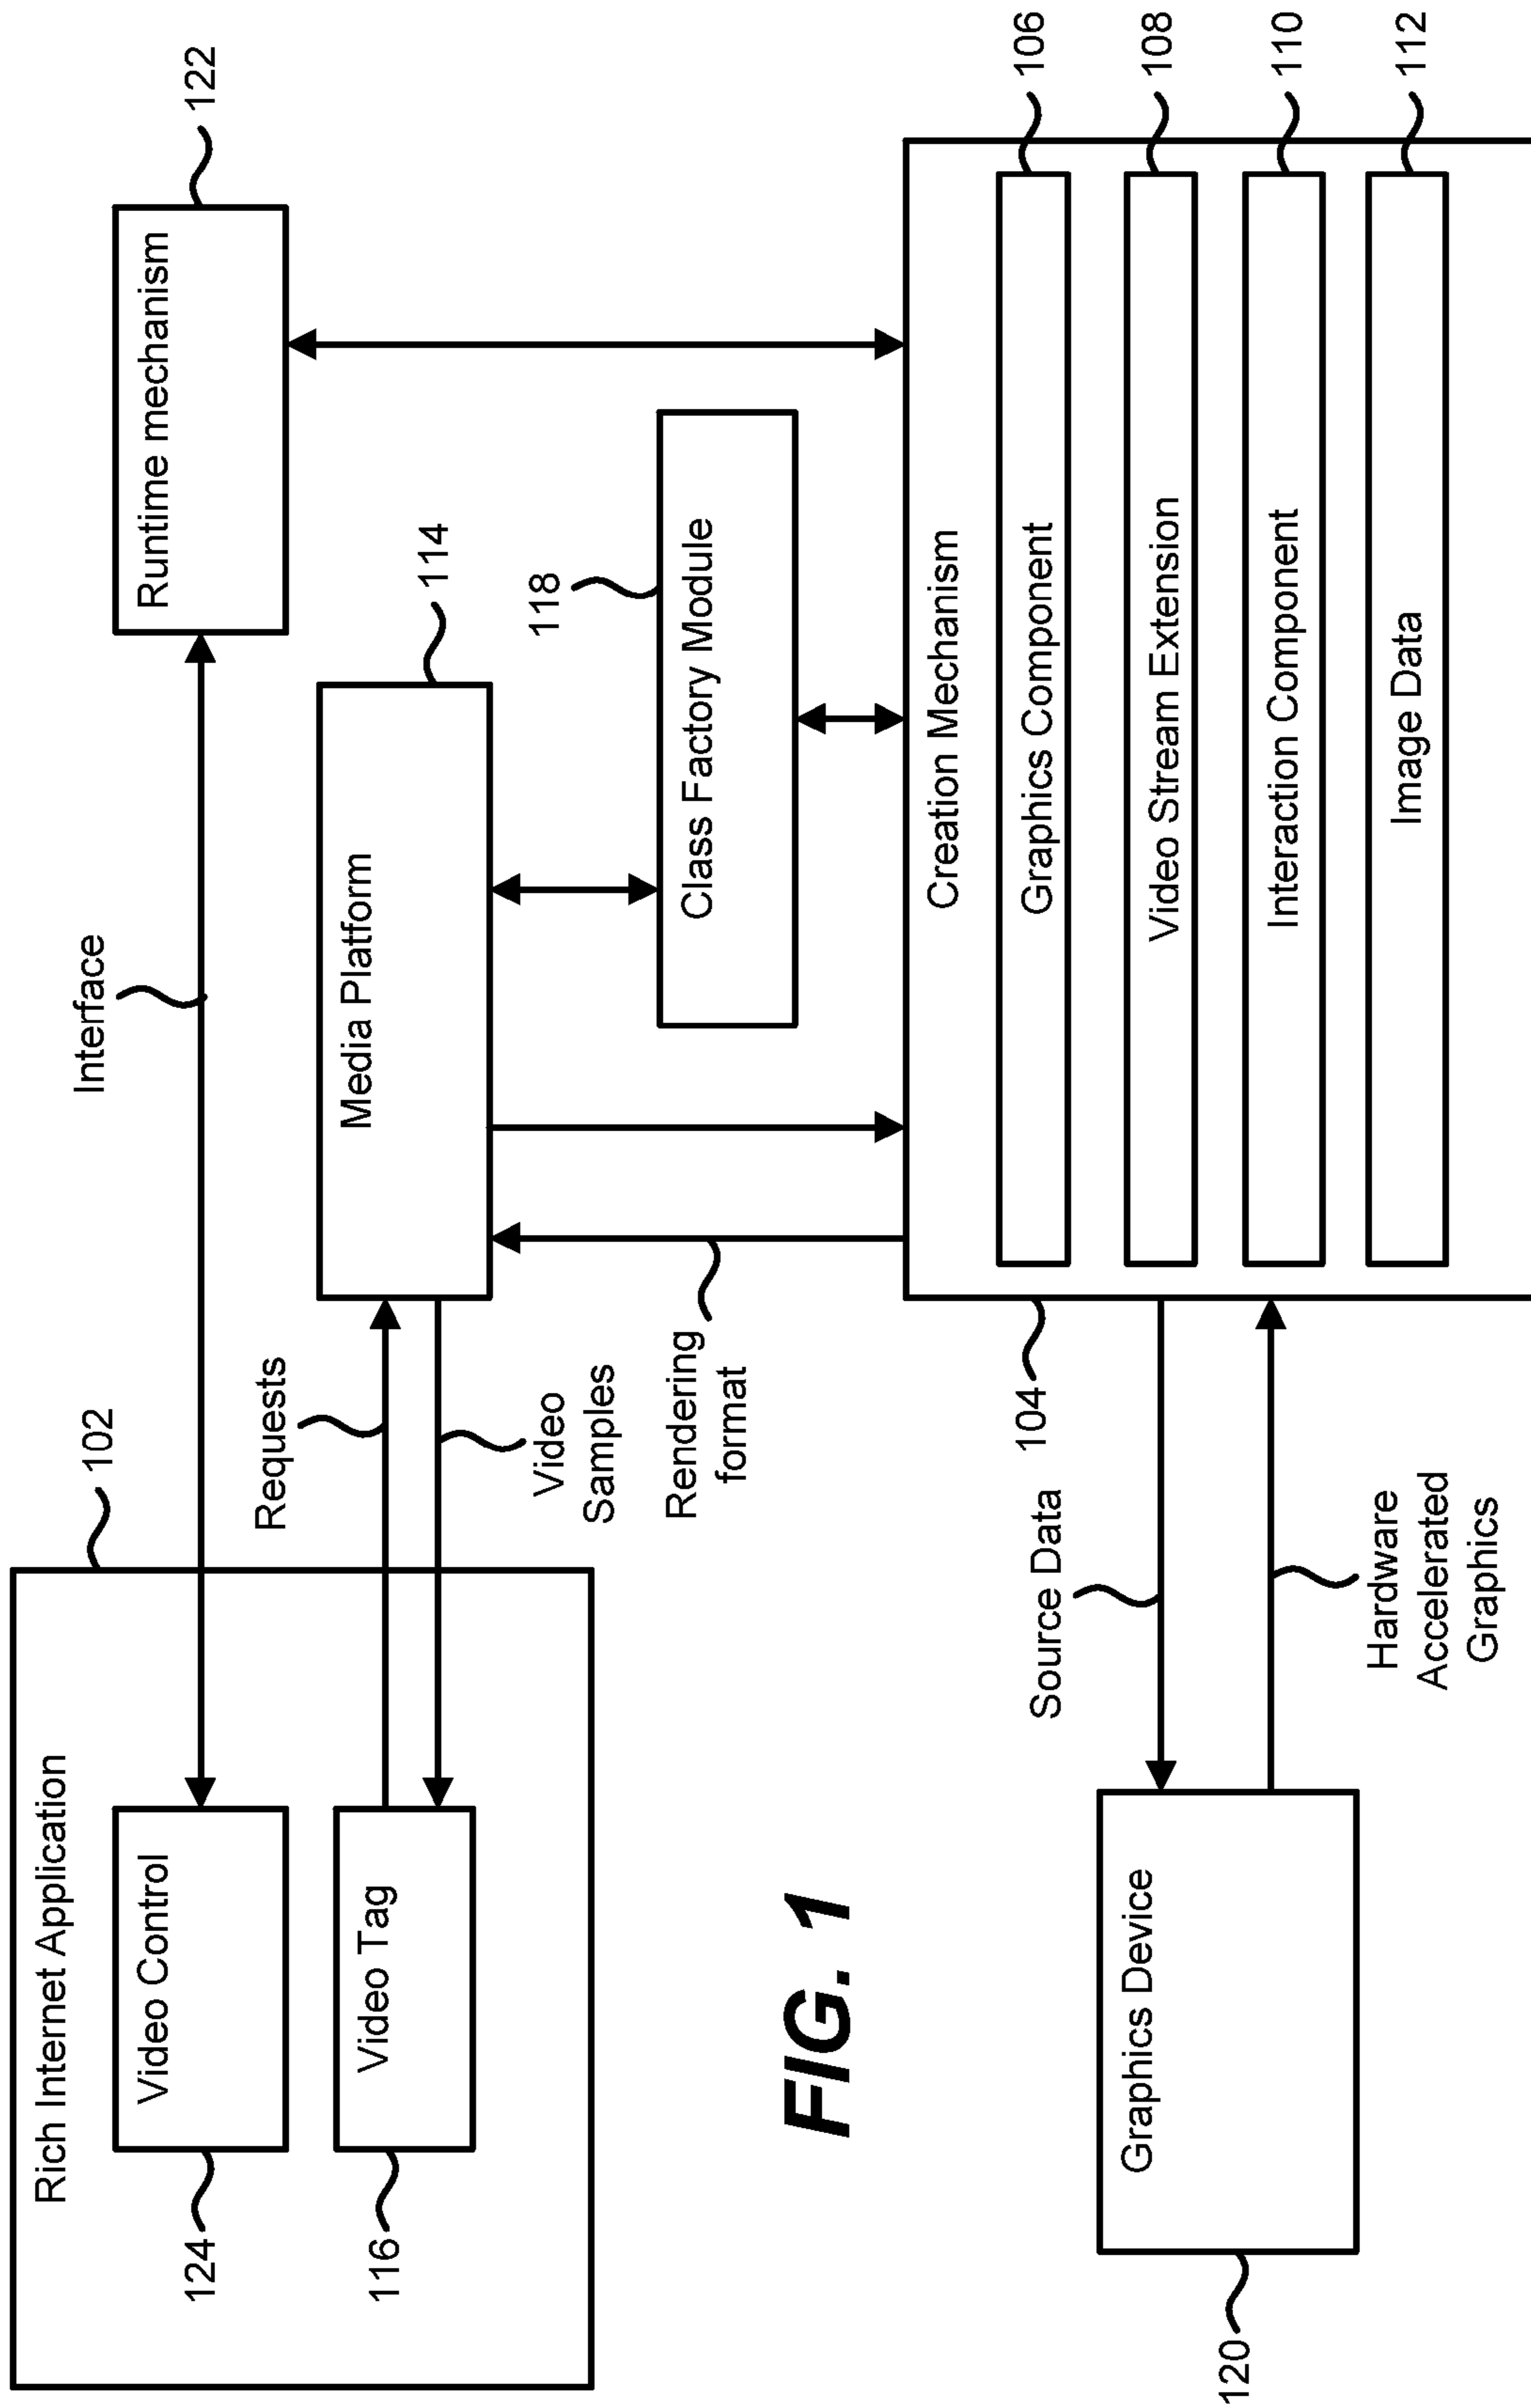 Rich Internet Application
102
Video Control
124
Video Tag
116
Interface
Runtime mechanism
122
Requests
Video
Samples
Media Platform
114
Rendering
format
Class Factory Module
118
Creation Mechanism
104
Graphics Component
106
Video Stream Extension
108
Interaction Component
110
Image Data
112
Source Data
Hardware
Accelerated
Graphics
Graphics Device
120
FIG. 1